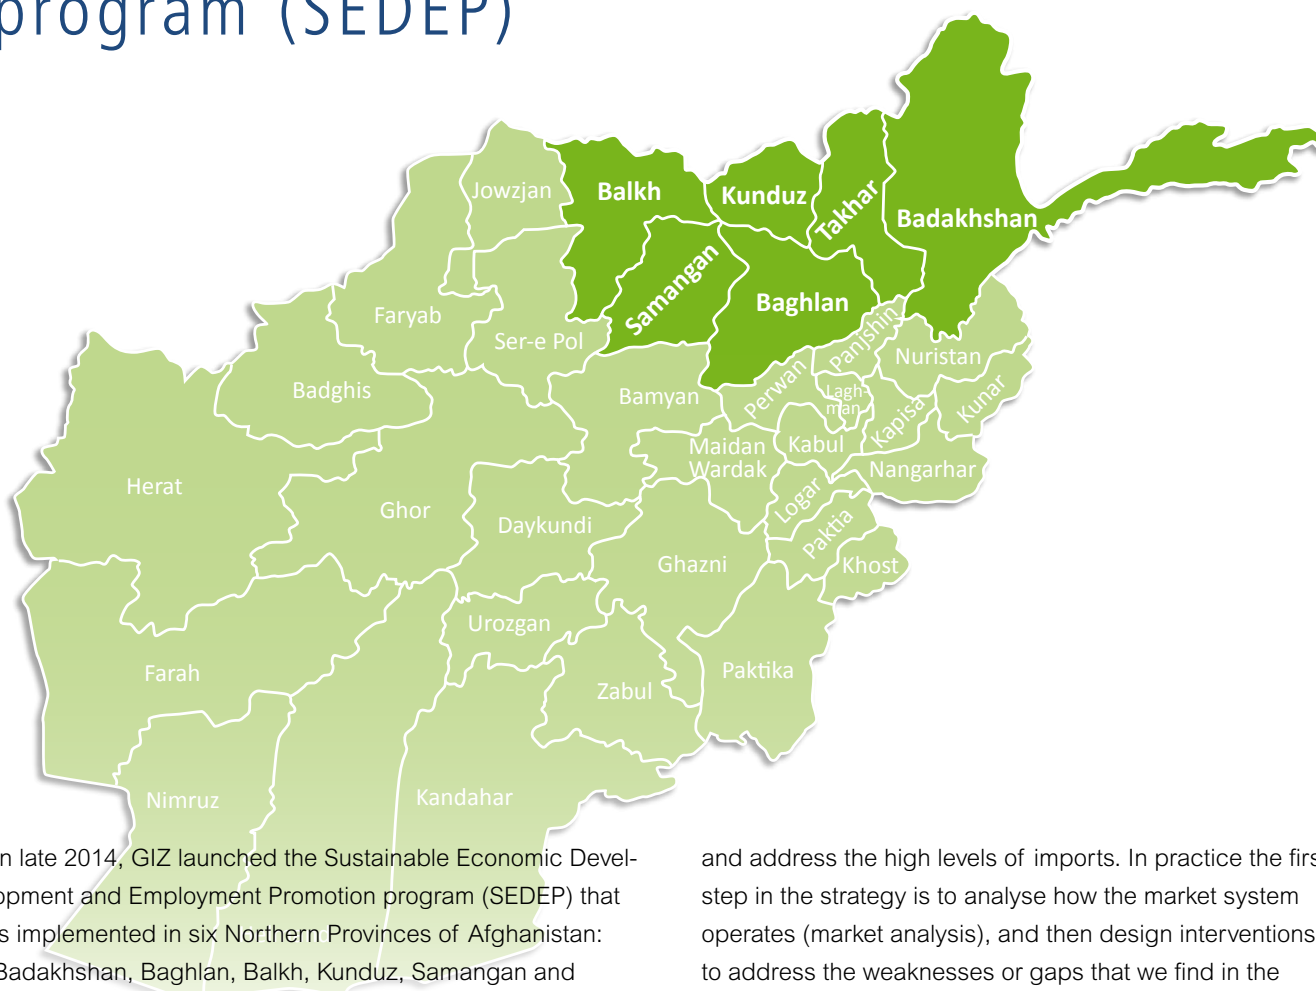 program (SEDEP)
Jowzjan
Balkh
Kunduz
Takhar
Badakhshan
Samangan
Baghlan
Faryab
Ser-e Pol
Panjshin
Nuristan
Badghis
Bamyan
Perwan
Lagh-
man
Kapisa
Kunar
Maidan
Wardak
Kabul
Nangarhar
Herat
Ghor
Daykundi
Logar
Paktia
Ghazni
Khost
Urozgan
Farah
Zabul
Paktika
Nimruz
Kandahar
n late 2014, GIZ launched the Sustainable Economic Devel-
opment and Employment Promotion program (SEDEP) that
s implemented in six Northern Provinces of Afghanistan:
Badakhshan, Baghlan, Balkh, Kunduz, Samangan and
and address the high levels of imports. In practice the firs
step in the strategy is to analyse how the market system
operates (market analysis), and then design interventions
to address the weaknesses or gaps that we find in the